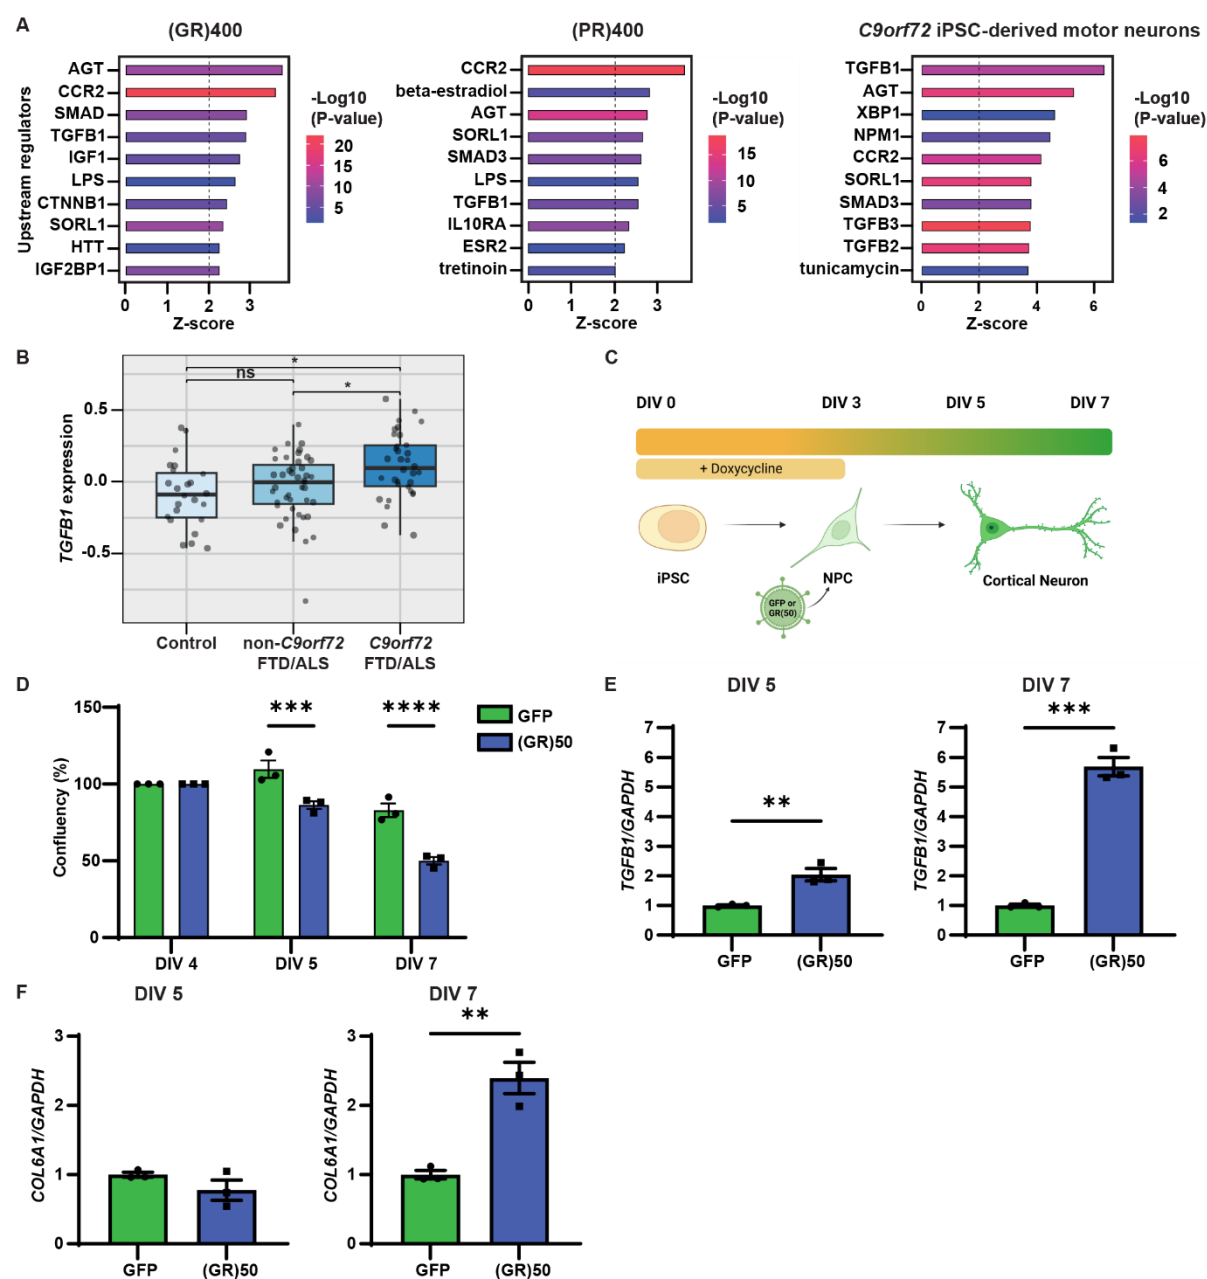 A
(GR)400
Upstream regulators
AGT
CCR2
SMAD
TGFB1
IGF1
LPS
CTNNB1
SORL1
HTT
IGF2BP1
0 1 2 3
Z-score
-Log10
(P-value)
20
15
10
5
(PR)400
CCR2
beta-estradiol
AGT
SORL1
SMAD3
LPS
TGFB1
IL10RA
ESR2
tretinoin
0 1 2 3
Z-score
-Log10
(P-value)
15
10
5
C9orf72 iPSC-derived motor neurons
TGFB1
AGT
XBP1
NPM1
CCR2
SORL1
SMAD3
TGFB3
TGFB2
tunicamycin
0 2 4 6
Z-score
-Log10
(P-value)
6
4
2
B
TGFB1 expression
0.5
0.0
-0.5
*
ns
*
Control
non-C9orf72
FTD/ALS
C9orf72
FTD/ALS
C
DIV 0 DIV 3 DIV 5 DIV 7
+ Doxycycline
iPSC
NPC
GFP or
GR(50)
Cortical Neuron
D
Confluency (%)
150
100
50
0
*** ****
DIV 4 DIV 5 DIV 7
GFP
(GR)50
E
DIV 5
TGFB1/GAPDH
7
6
5
4
3
2
1
0
**
GFP (GR)50
DIV 7
TGFB1/GAPDH
7
6
5
4
3
2
1
0
***
GFP (GR)50
F
DIV 5
COL6A1/GAPDH
3
2
1
0
GFP (GR)50
DIV 7
COL6A1/GAPDH
3
2
1
0
**
GFP (GR)50